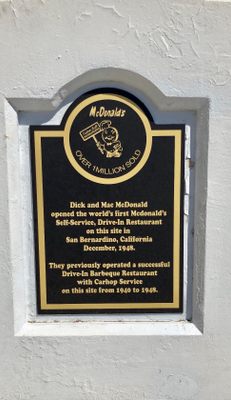 McDonald's
OVER 1 MILLION SOLD
Dick and Mac McDonald
opened the world's first Mcdonald's
Self-Service, Drive-In Restaurant
on this site in
San Bernardino, California
December, 1948.
They previously operated a successful
Drive-In Barbeque Restaurant
with Carhop Service
on this site from 1940 to 1948.